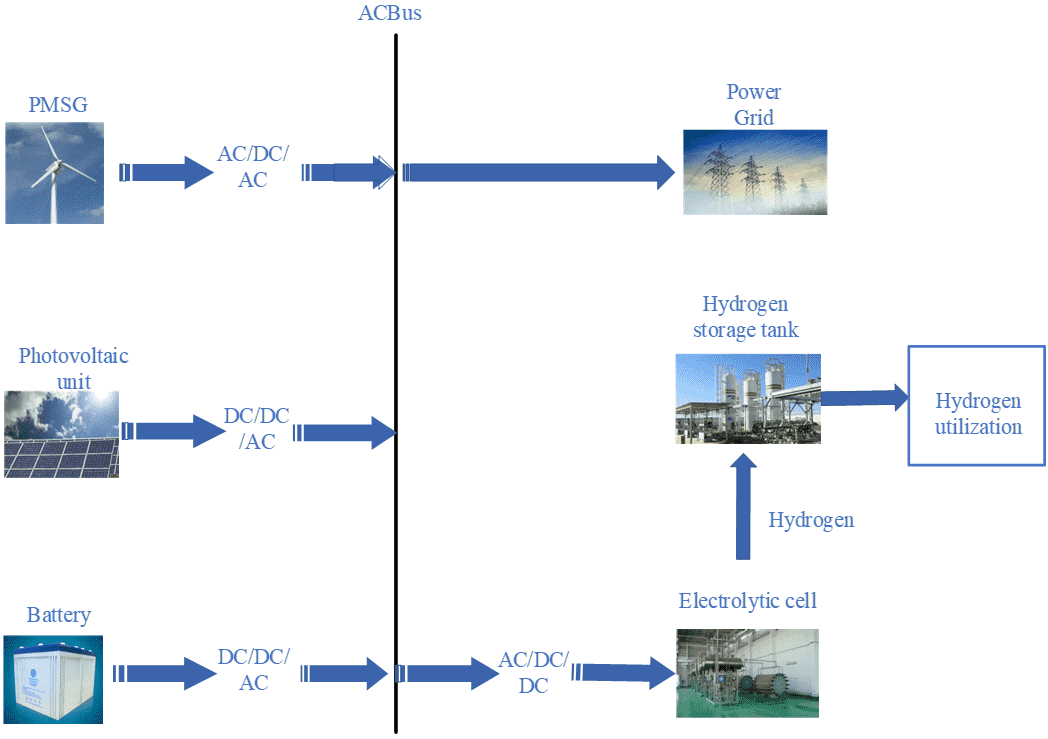 ACBus
PMSG
AC/DC/
AC
Power
Grid
Photovoltaic
unit
DC/DC
/AC
Hydrogen
storage tank
Hydrogen
utilization
Hydrogen
Battery
DC/DC/
AC
AC/DC/
DC
Electrolytic cell